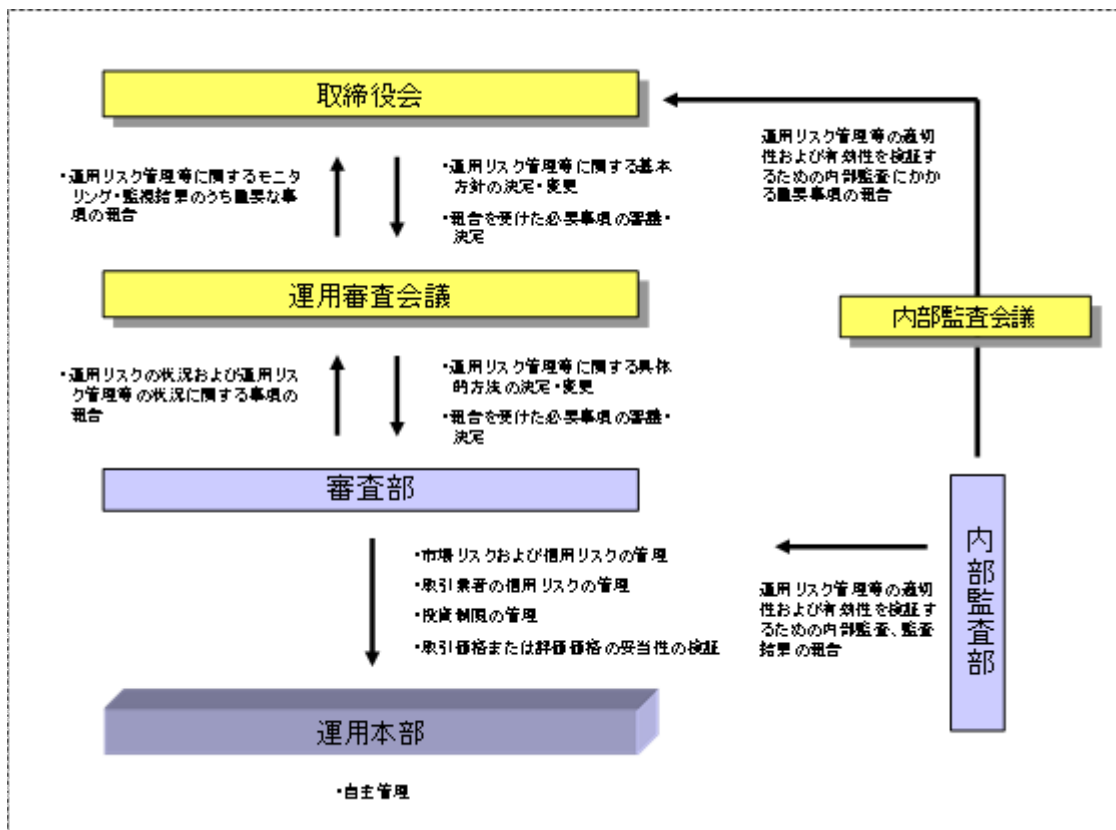 取締役会
・運用リスク管理等に関するモニタ
リング・監視結果のうち重要な事
項の報告
・運用リスク管理等に関する基本
方針の決定・変更
・報告を受けた必要事項の審議・
決定
運用リスク管理等の適切
性および有効性を検証す
るための内部監査にかか
る重要事項の報告
運用審査会議
内部監査会議
・運用リスクの状況および運用リス
ク管理等の状況に関する事項の
報告
・運用リスク管理等に関する具体
的方法の決定・変更
・報告を受けた必要事項の審議・
決定
審査部
・市場リスクおよび信用リスクの管理
・取引業者の信用リスクの管理
・投資制限の管理
・取引価格または評価価格の妥当性の検証
運用リスク管理等の適切
性および有効性を検証す
るための内部監査、監査
結果の報告
内部監査部
運用本部
・自主管理